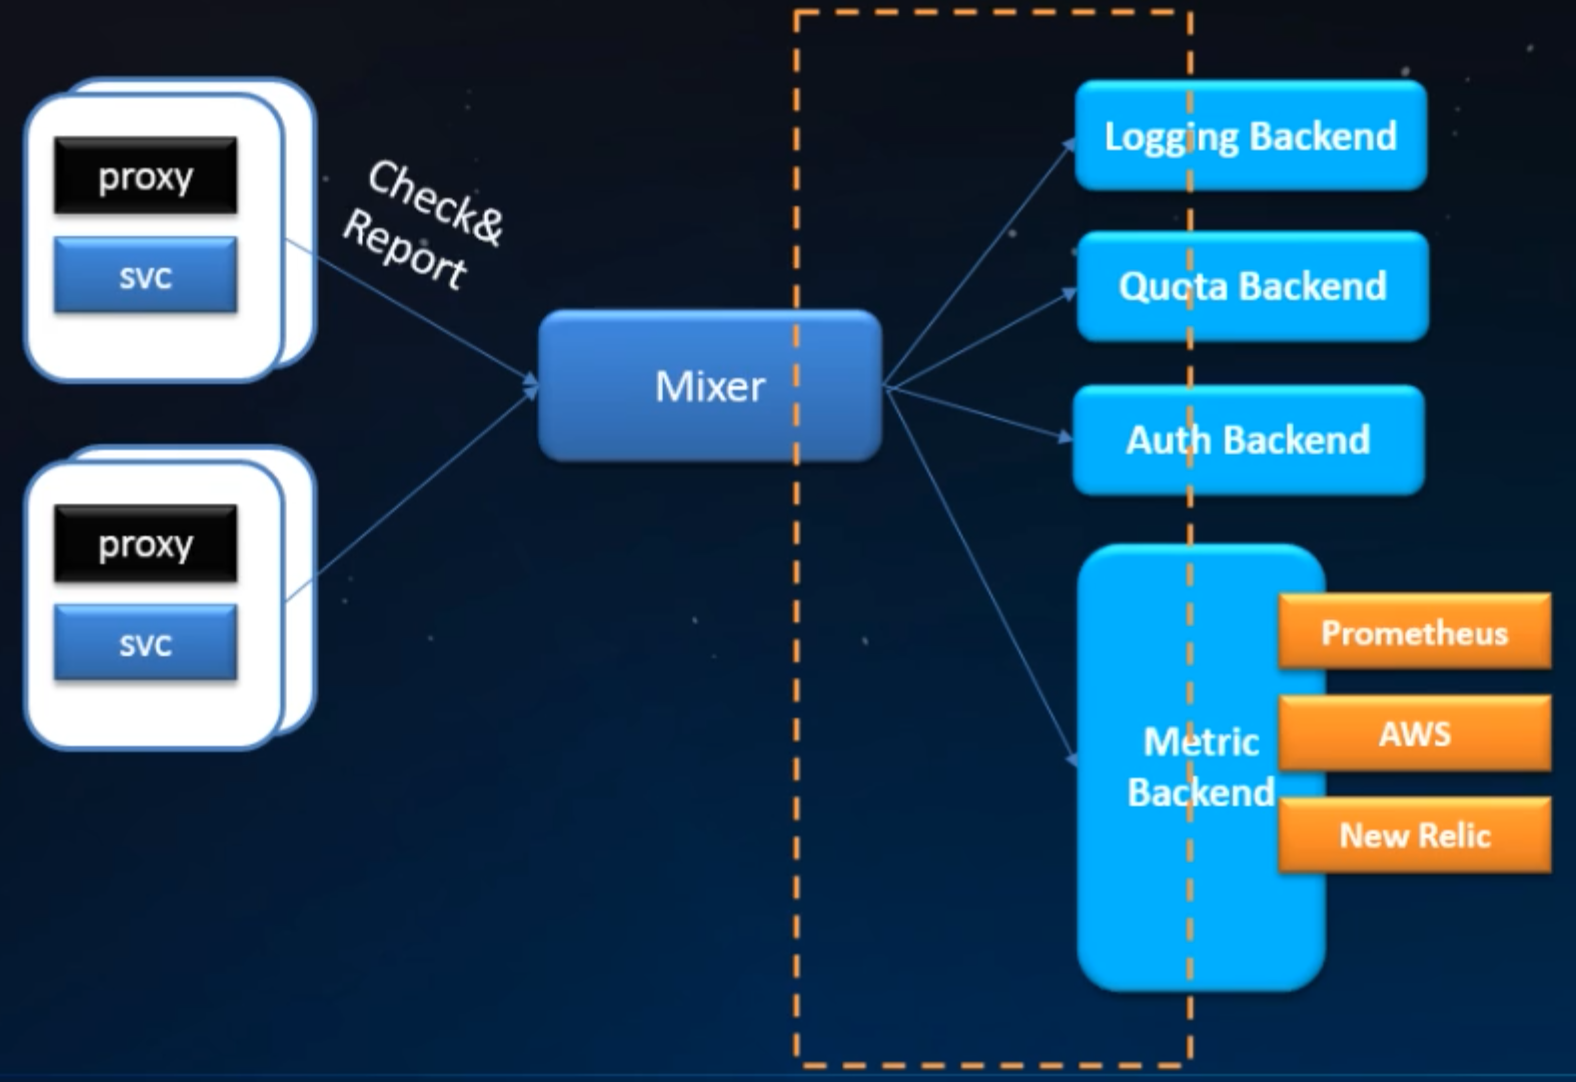 proxy
svc
Check&
Report
proxy
svc
Mixer
Logging Backend
Quota Backend
Auth Backend
Metric
Backend
Prometheus
AWS
New Relic